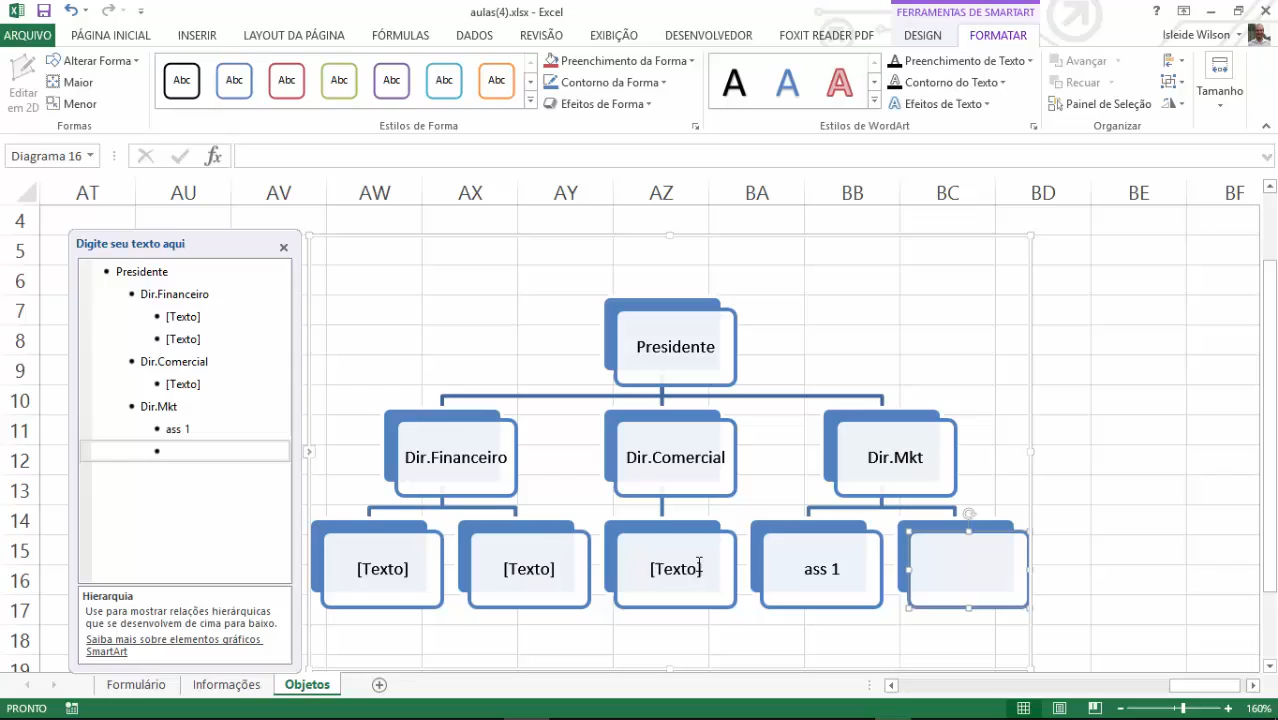 aulas(4).xlsx - Excel
FERRAMENTAS DE SMARTART
ARQUIVO
PÁGINA INICIAL
INSERIR
LAYOUT DA PÁGINA
FÓRMULAS
DADOS
REVISÃO
EXIBIÇÃO
DESENVOLVEDOR
FOXIT READER PDF
DESIGN
FORMATAR
Isleide Wilson
Editar
em 2D
Alterar Forma
Maior
Menor
Formas
Abc
Abc
Abc
Abc
Abc
Abc
Abc
Preenchimento da Forma
Contorno da Forma
Efeitos de Forma
Estilos de Forma
A
A
A
Preenchimento de Texto
Contorno do Texto
Efeitos de Texto
Estilos de WordArt
Avançar
Recuar
Painel de Seleção
Organizar
Tamanho
Diagrama 16
fx
AT
AU
AV
AW
AX
AY
AZ
BA
BB
BC
BD
BE
BF
4
5
6
7
8
9
10
11
12
13
14
15
16
17
18
19
Digite seu texto aqui
Presidente
Dir.Financeiro
[Texto]
[Texto]
Dir.Comercial
[Texto]
Dir.Mkt
ass 1
Hierarquia
Use para mostrar relações hierárquicas
que se desenvolvem de cima para baixo.
Saiba mais sobre elementos gráficos
SmartArt
Presidente
Dir.Financeiro
Dir.Comercial
Dir.Mkt
[Texto]
[Texto]
[Texto]
ass 1
Formulário
Informações
Objetos
PRONTO
160%